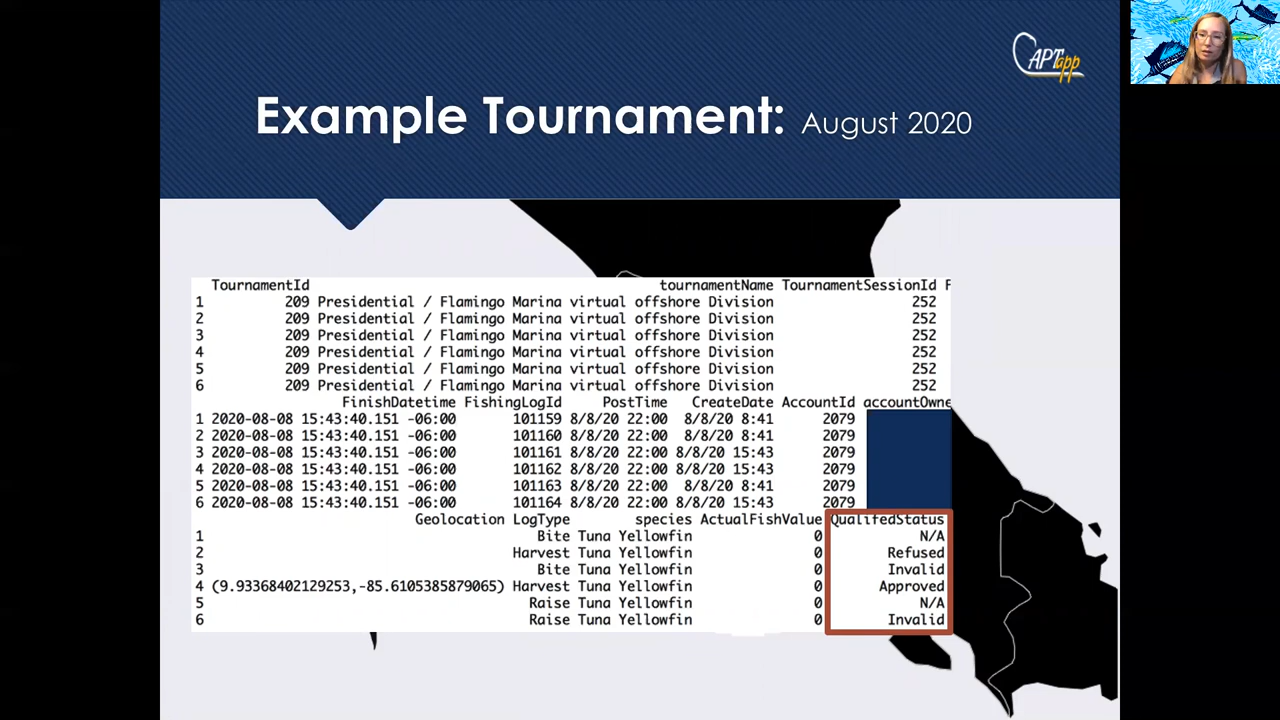 CAPTapp
Example Tournament: August 2020
TournamentId tournamentName TournamentSessionId F
1 209 Presidential / Flamingo Marina virtual offshore Division 252
2 209 Presidential / Flamingo Marina virtual offshore Division 252
3 209 Presidential / Flamingo Marina virtual offshore Division 252
4 209 Presidential / Flamingo Marina virtual offshore Division 252
5 209 Presidential / Flamingo Marina virtual offshore Division 252
6 209 Presidential / Flamingo Marina virtual offshore Division 252
FinishDatetime FishingLogId PostTime CreateDate AccountId accountOwne
1 2020-08-08 15:43:40.151 -06:00 101159 8/8/20 22:00 8/8/20 8:41 2079
2 2020-08-08 15:43:40.151 -06:00 101160 8/8/20 22:00 8/8/20 8:41 2079
3 2020-08-08 15:43:40.151 -06:00 101161 8/8/20 22:00 8/8/20 15:43 2079
4 2020-08-08 15:43:40.151 -06:00 101162 8/8/20 22:00 8/8/20 15:43 2079
5 2020-08-08 15:43:40.151 -06:00 101163 8/8/20 22:00 8/8/20 8:41 2079
6 2020-08-08 15:43:40.151 -06:00 101164 8/8/20 22:00 8/8/20 15:43 2079
Geolocation LogType species ActualFishValue QualifedStatus
1 Bite Tuna Yellowfin 0 N/A
2 Harvest Tuna Yellowfin 0 Refused
3 Bite Tuna Yellowfin 0 Invalid
4 (9.93368402129253,-85.6105385879065) Harvest Tuna Yellowfin 0 Approved
5 Raise Tuna Yellowfin 0 N/A
6 Raise Tuna Yellowfin 0 Invalid